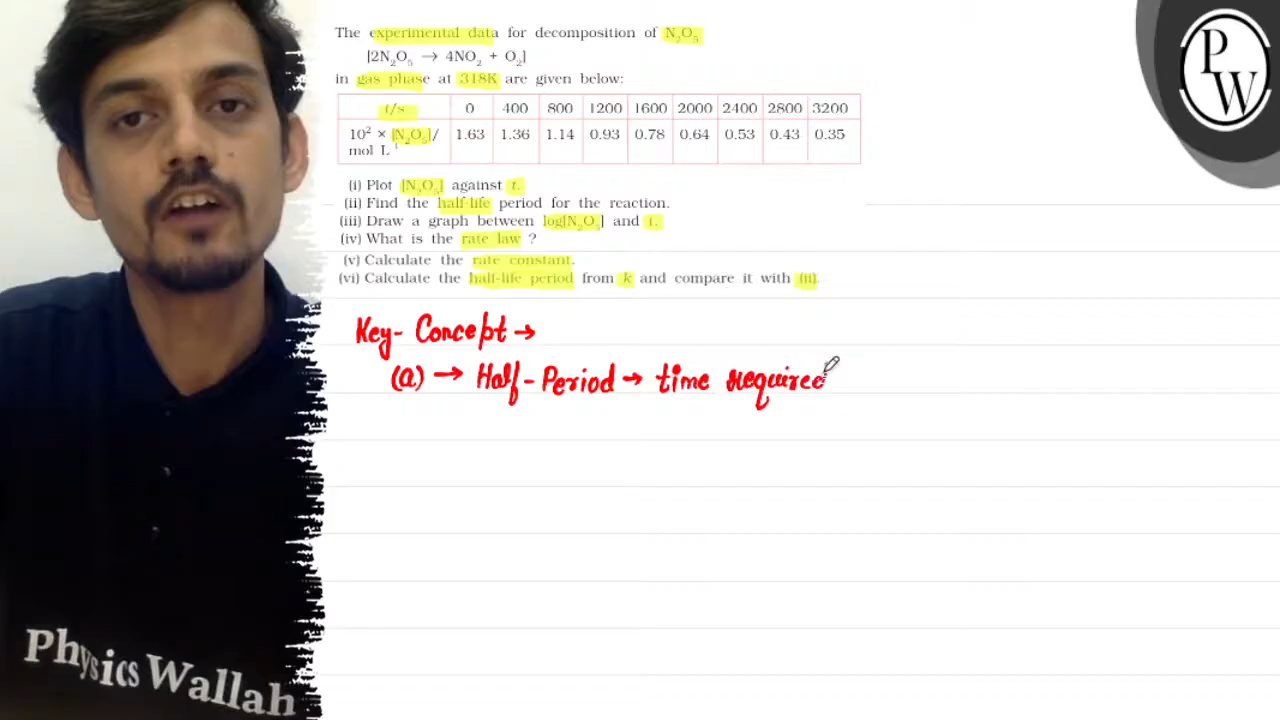 The experimental data for decomposition of N₂O₅
[2N₂O₅ → 4NO₂ + O₂]
in gas phase at 318K are given below:
t/s 0 400 800 1200 1600 2000 2400 2800 3200
10² × [N₂O₅]/ 1.63 1.36 1.14 0.93 0.78 0.64 0.53 0.43 0.35
mol L⁻¹
(i) Plot [N₂O₅] against t.
(ii) Find the half-life period for the reaction.
(iii) Draw a graph between log[N₂O₅] and t.
(iv) What is the rate law ?
(v) Calculate the rate constant.
(vi) Calculate the half-life period from k and compare it with (ii).
Key-Concept →
(a) → Half-Period → time required
Physics Wallah
P
W